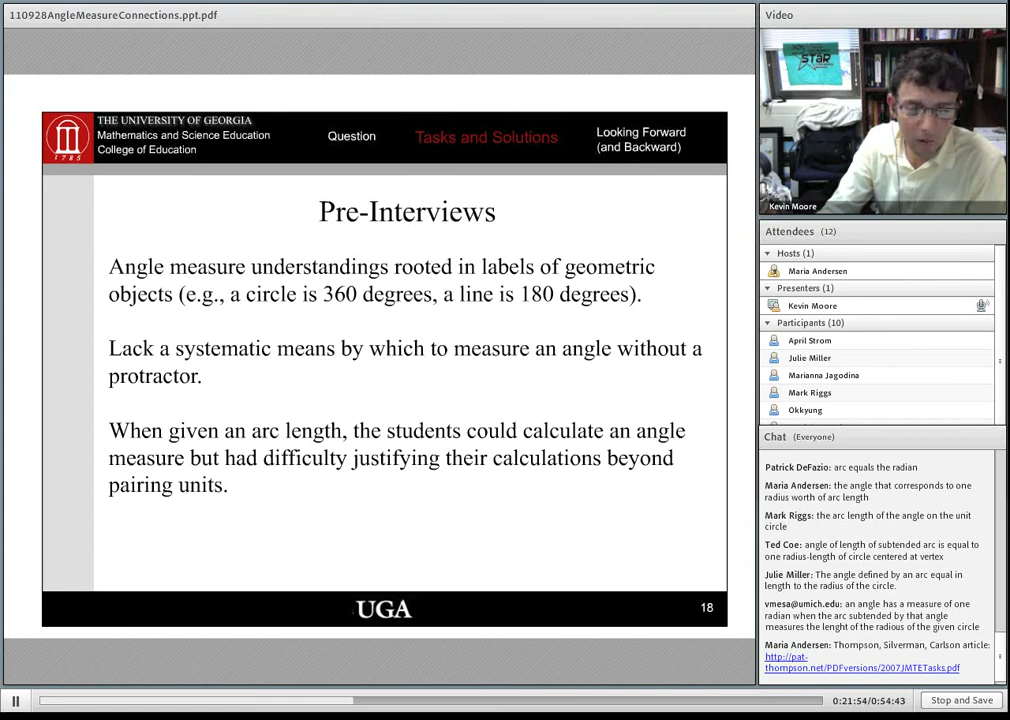 110928AngleMeasureConnections.ppt.pdf
THE UNIVERSITY OF GEORGIA
Mathematics and Science Education
College of Education
1785
Question
Tasks and Solutions
Looking Forward
(and Backward)
Pre-Interviews
Angle measure understandings rooted in labels of geometric
objects (e.g., a circle is 360 degrees, a line is 180 degrees).
Lack a systematic means by which to measure an angle without a
protractor.
When given an arc length, the students could calculate an angle
measure but had difficulty justifying their calculations beyond
pairing units.
UGA
18
Video
STaR
Kevin Moore
Attendees (12)
Hosts (1)
Maria Andersen
Presenters (1)
Kevin Moore
Participants (10)
April Strom
Julie Miller
Marianna Jagodina
Mark Riggs
Okkyung
Chat (Everyone)
Patrick DeFazio: arc equals the radian
Maria Andersen: the angle that corresponds to one
radius worth of arc length
Mark Riggs: the arc length of the angle on the unit
circle
Ted Coe: angle of length of subtended arc is equal to
one radius-length of circle centered at vertex
Julie Miller: The angle defined by an arc equal in
length to the radius of the circle.
vmesa@umich.edu: an angle has a measure of one
radian when the arc subtended by that angle
measures the lenght of the radious of the given circle
Maria Andersen: Thompson, Silverman, Carlson article:
http://pat-
thompson.net/PDFversions/2007JMTETasks.pdf
0:21:54/0:54:43
Stop and Save